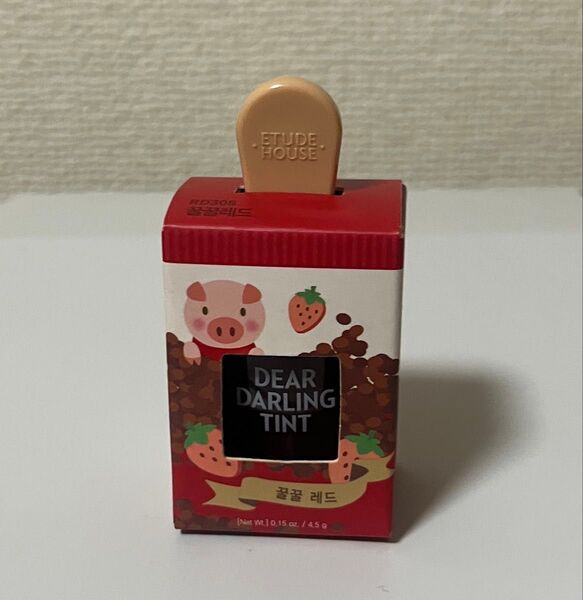 ·ETUDE·
HOUSE
RD306
꿀꿀레드
DEAR
DARLING
TINT
꿀꿀 레드
[Net Wt.] 0.15 oz. / 4.5 g